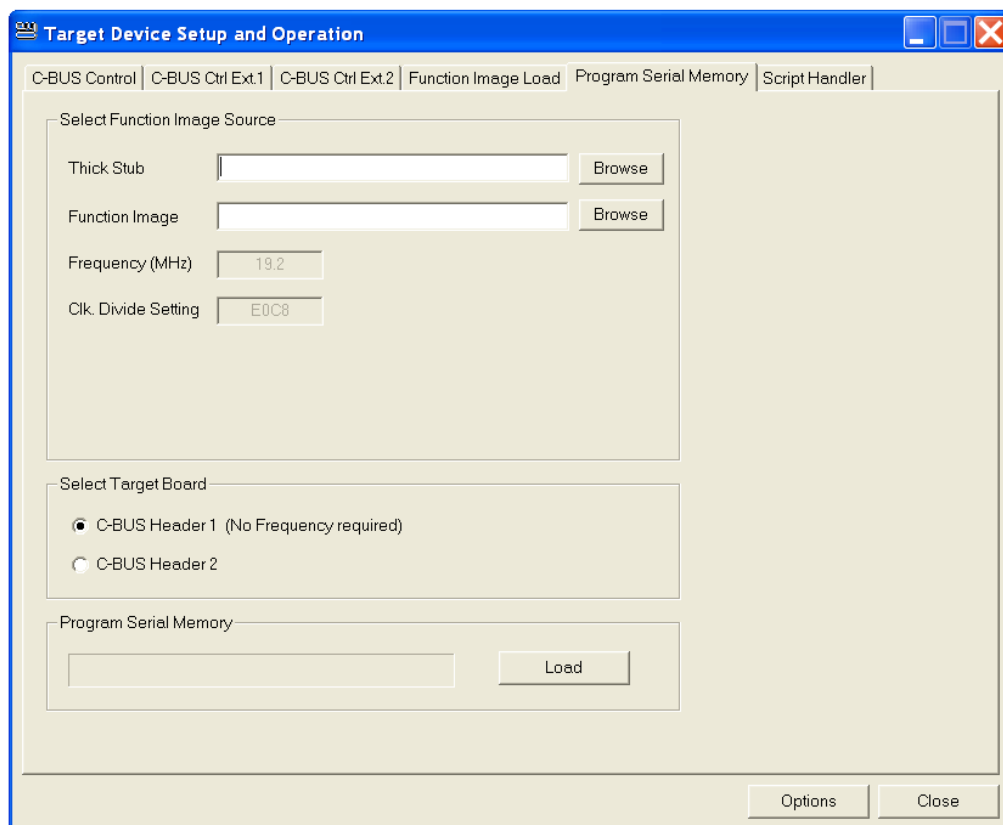 Target Device Setup and Operation
C-BUS Control C-BUS Ctrl Ext.1 C-BUS Ctrl Ext.2 Function Image Load Program Serial Memory Script Handler
Select Function Image Source
Thick Stub Browse
Function Image Browse
Frequency (MHz) 19.2
Clk. Divide Setting E0C8
Select Target Board
C-BUS Header 1 (No Frequency required)
C-BUS Header 2
Program Serial Memory
Load
Options Close